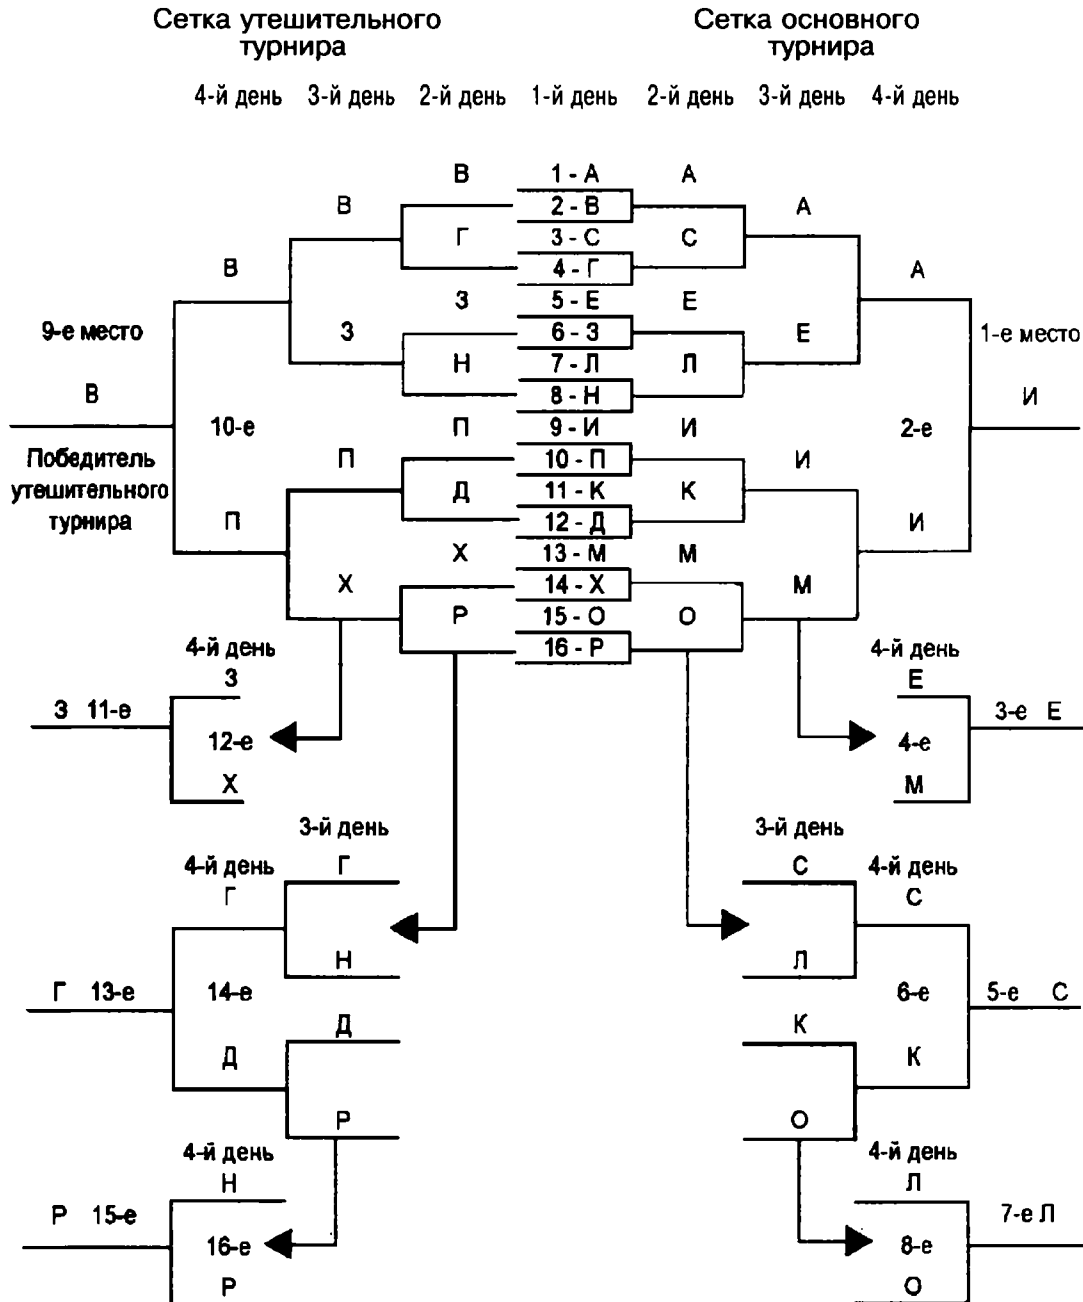 Сетка утешительного
турнира
Сетка основного
турнира
4-й день 3-й день 2-й день 1-й день 2-й день 3-й день 4-й день
В 1 - А А
В 2 - В А
Г 3 - С С
В 4 - Г А
З 5 - Е Е
9-е место З 6 - З Е 1-е место
Н 7 - Л Л
В 8 - Н И
10-е П 9 - И И 2-е
Победитель
утешительного
турнира
П 10 - П И
Д 11 - К К
П 12 - Д И
Х 13 - М М
Х 14 - Х М
Р 15 - О О
16 - Р
4-й день 4-й день
З Е
З 11-е 3-е Е
12-е 4-е
Х М
3-й день 3-й день
4-й день Г С 4-й день
Г С
Н Л
Г 13-е 14-е 6-е 5-е С
Д К
Д К
Р О
4-й день 4-й день
Н Л
Р 15-е 7-е Л
16-е 8-е
Р О